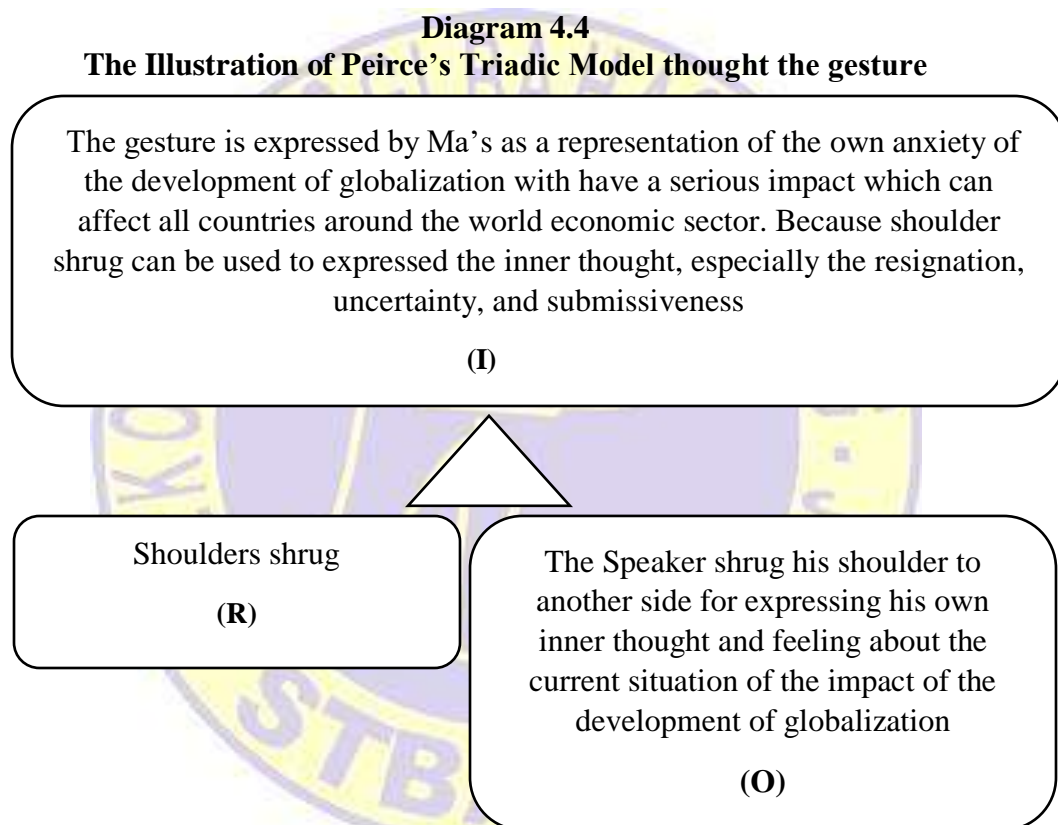 Diagram 4.4
The Illustration of Peirce’s Triadic Model thought the gesture
The gesture is expressed by Ma’s as a representation of the own anxiety of
the development of globalization with have a serious impact which can
affect all countries around the world economic sector. Because shoulder
shrug can be used to expressed the inner thought, especially the resignation,
uncertainty, and submissiveness
(I)
Shoulders shrug
(R)
The Speaker shrug his shoulder to
another side for expressing his own
inner thought and feeling about the
current situation of the impact of the
development of globalization
(O)